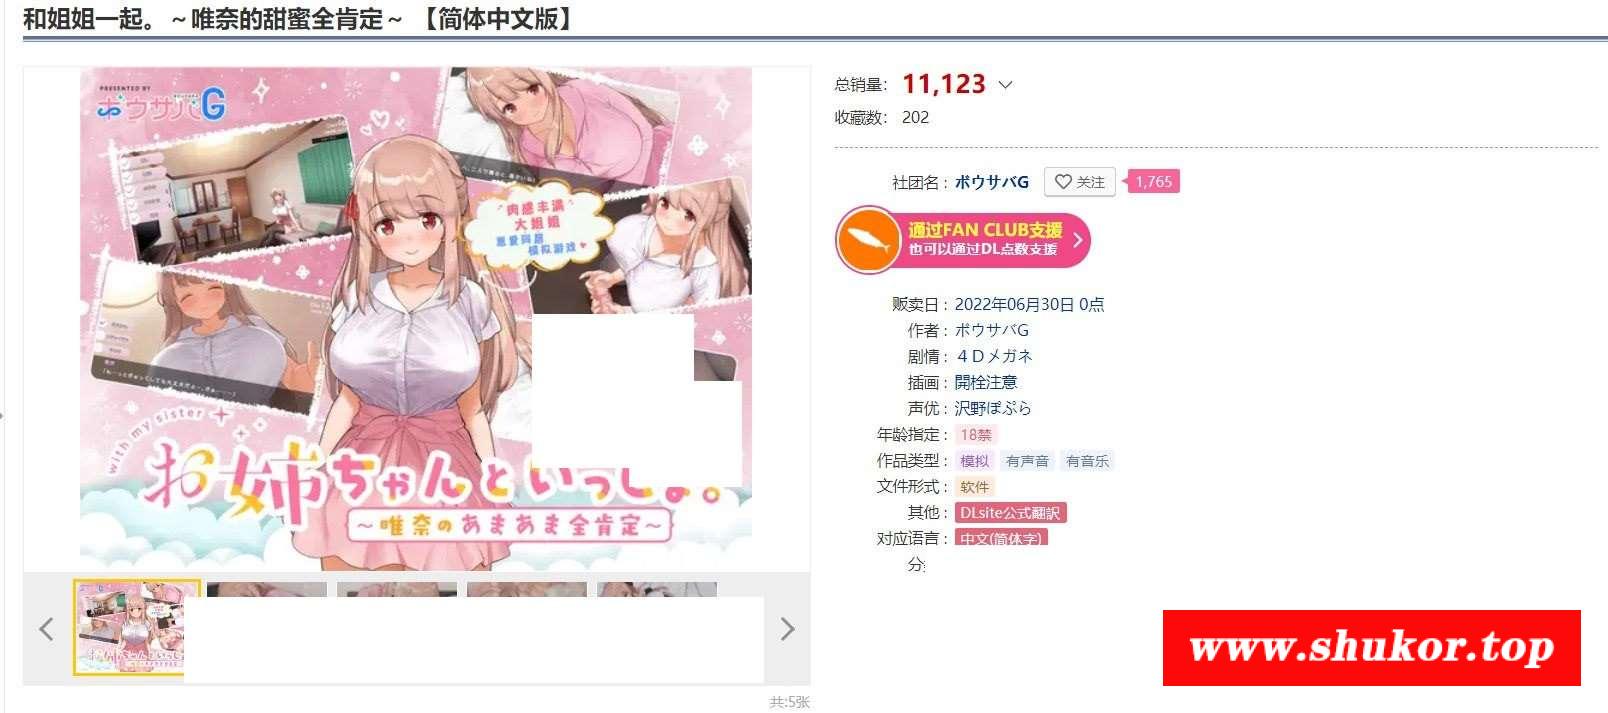 和姐姐一起。～唯奈的甜蜜全肯定～ 【简体中文版】
PRESENTED BY
ボウサバG
肉感丰满
大姐姐
恩爱同居
模拟游戏
with my sister
お姉ちゃんといっしょ。
～唯奈のあまあま全肯定～
共:5张
总销量: 11,123
收藏数: 202
社团名 : ボウサバG 关注 1,765
通过FAN CLUB支援
也可以通过DL点数支援
贩卖日 : 2022年06月30日 0点
作者 : ボウサバG
剧情 : ４Dメガネ
插画 : 開栓注意
声优 : 沢野ぽぷら
年龄指定 : 18禁
作品类型 : 模拟 有声音 有音乐
文件形式 : 软件
其他 : DLsite公式翻訳
对应语言 : 中文(简体字)
分
www.shukor.top